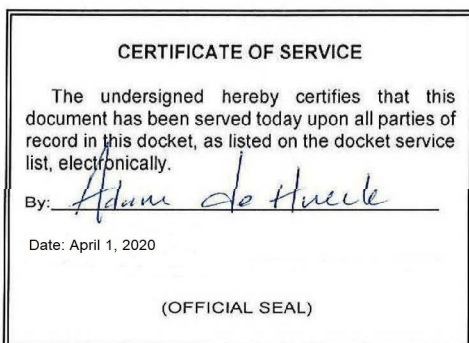 CERTIFICATE OF SERVICE
The undersigned hereby certifies that this
document has been served today upon all parties of
record in this docket, as listed on the docket service
list, electronically.
By: Adam de Hueck
Date: April 1, 2020
(OFFICIAL SEAL)